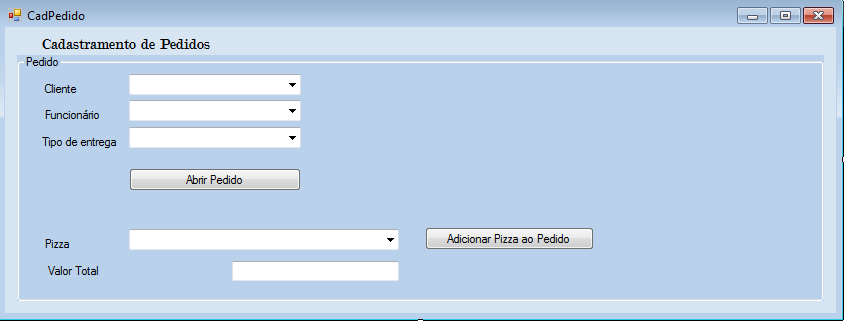 CadPedido
Cadastramento de Pedidos
Pedido
Cliente
Funcionário
Tipo de entrega
Abrir Pedido
Pizza
Adicionar Pizza ao Pedido
Valor Total